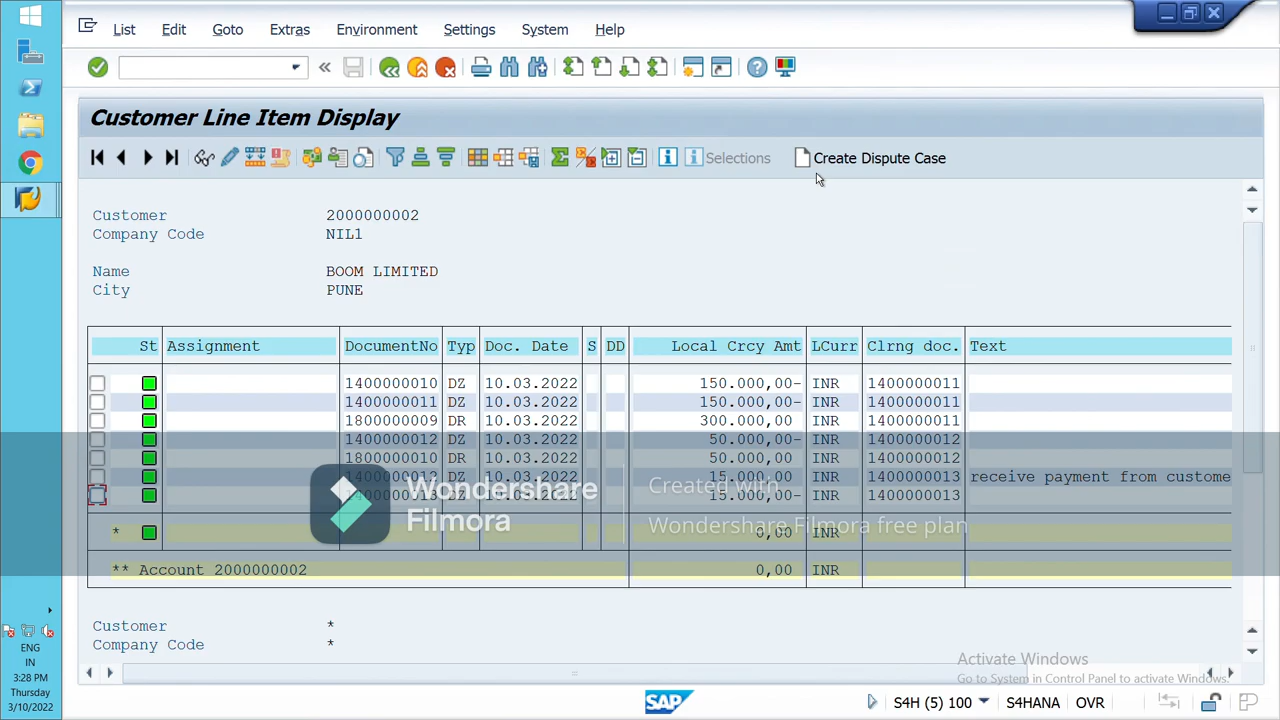 List Edit Goto Extras Environment Settings System Help
Customer Line Item Display
Selections Create Dispute Case
Customer 2000000002
Company Code NIL1
Name BOOM LIMITED
City PUNE
St Assignment DocumentNo Typ Doc. Date S DD Local Crcy Amt LCurr Clrng doc. Text
1400000010 DZ 10.03.2022 150.000,00- INR 1400000011
1400000011 DZ 10.03.2022 150.000,00- INR 1400000011
1800000009 DR 10.03.2022 300.000,00 INR 1400000011
1400000012 DZ 10.03.2022 50.000,00- INR 1400000012
1800000010 DR 10.03.2022 50.000,00 INR 1400000012
1400000012 DZ 10.03.2022 15.000,00 INR 1400000013 receive payment from custome
DZ 10.03.2022 15.000,00- INR 1400000013
Wondershare
Filmora
Created with
Wondershare Filmora free plan
* 0,00 INR
** Account 2000000002 0,00 INR
Customer *
Company Code *
Activate Windows
Go to System in Control Panel to activate Windows.
ENG
IN
3:28 PM
Thursday
3/10/2022
SAP S4H (5) 100 S4HANA OVR